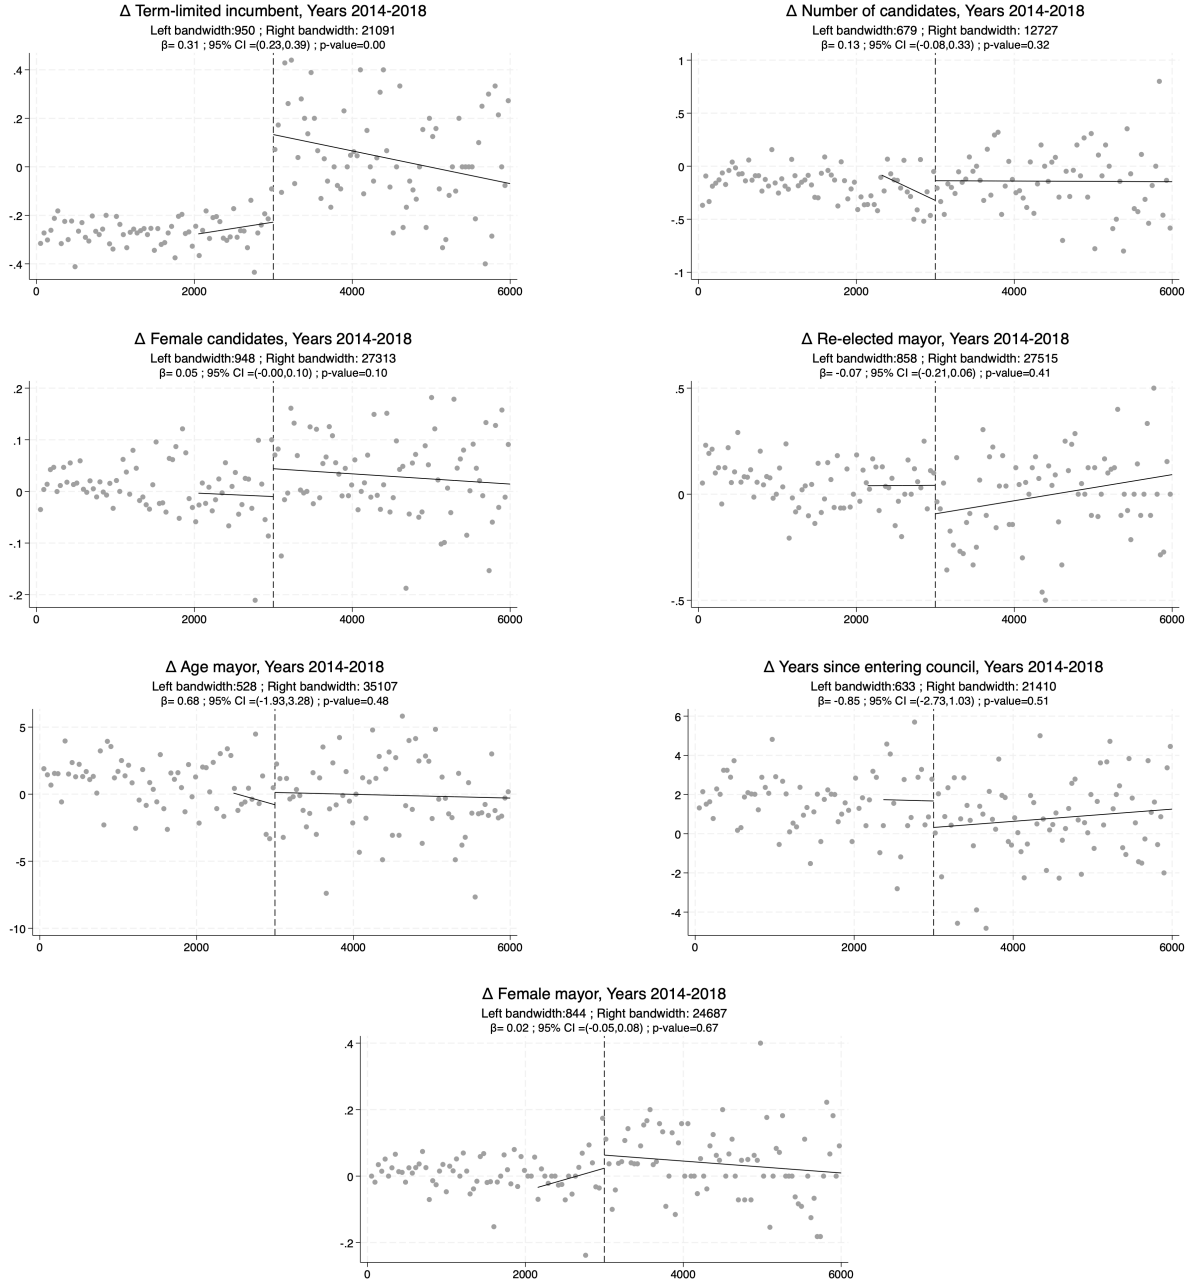 Δ Term-limited incumbent, Years 2014-2018
Left bandwidth:950 ; Right bandwidth: 21091
β= 0.31 ; 95% CI =(0.23,0.39) ; p-value=0.00
.4
.2
0
-.2
-.4
0
2000
4000
6000
Δ Number of candidates, Years 2014-2018
Left bandwidth:679 ; Right bandwidth: 12727
β= 0.13 ; 95% CI =(-0.08,0.33) ; p-value=0.32
1
.5
0
-.5
-1
0
2000
4000
6000
Δ Female candidates, Years 2014-2018
Left bandwidth:948 ; Right bandwidth: 27313
β= 0.05 ; 95% CI =(-0.00,0.10) ; p-value=0.10
.2
.1
0
-.1
-.2
0
2000
4000
6000
Δ Re-elected mayor, Years 2014-2018
Left bandwidth:858 ; Right bandwidth: 27515
β= -0.07 ; 95% CI =(-0.21,0.06) ; p-value=0.41
.5
0
-.5
0
2000
4000
6000
Δ Age mayor, Years 2014-2018
Left bandwidth:528 ; Right bandwidth: 35107
β= 0.68 ; 95% CI =(-1.93,3.28) ; p-value=0.48
5
0
-5
-10
0
2000
4000
6000
Δ Years since entering council, Years 2014-2018
Left bandwidth:633 ; Right bandwidth: 21410
β= -0.85 ; 95% CI =(-2.73,1.03) ; p-value=0.51
6
4
2
0
-2
-4
0
2000
4000
6000
Δ Female mayor, Years 2014-2018
Left bandwidth:844 ; Right bandwidth: 24687
β= 0.02 ; 95% CI =(-0.05,0.08) ; p-value=0.67
.4
.2
0
-.2
0
2000
4000
6000